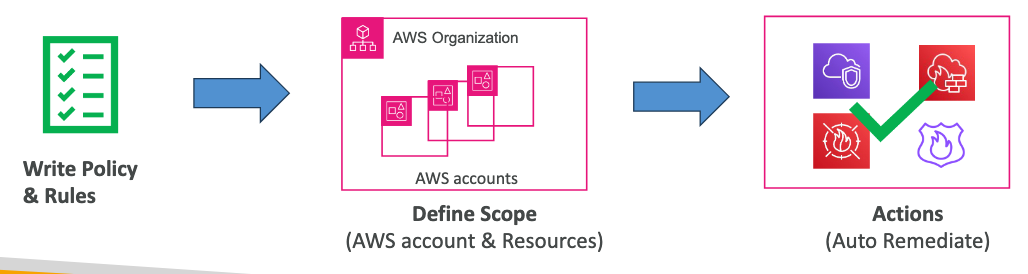 Write Policy
& Rules
AWS Organization
AWS accounts
Define Scope
(AWS account & Resources)
Actions
(Auto Remediate)